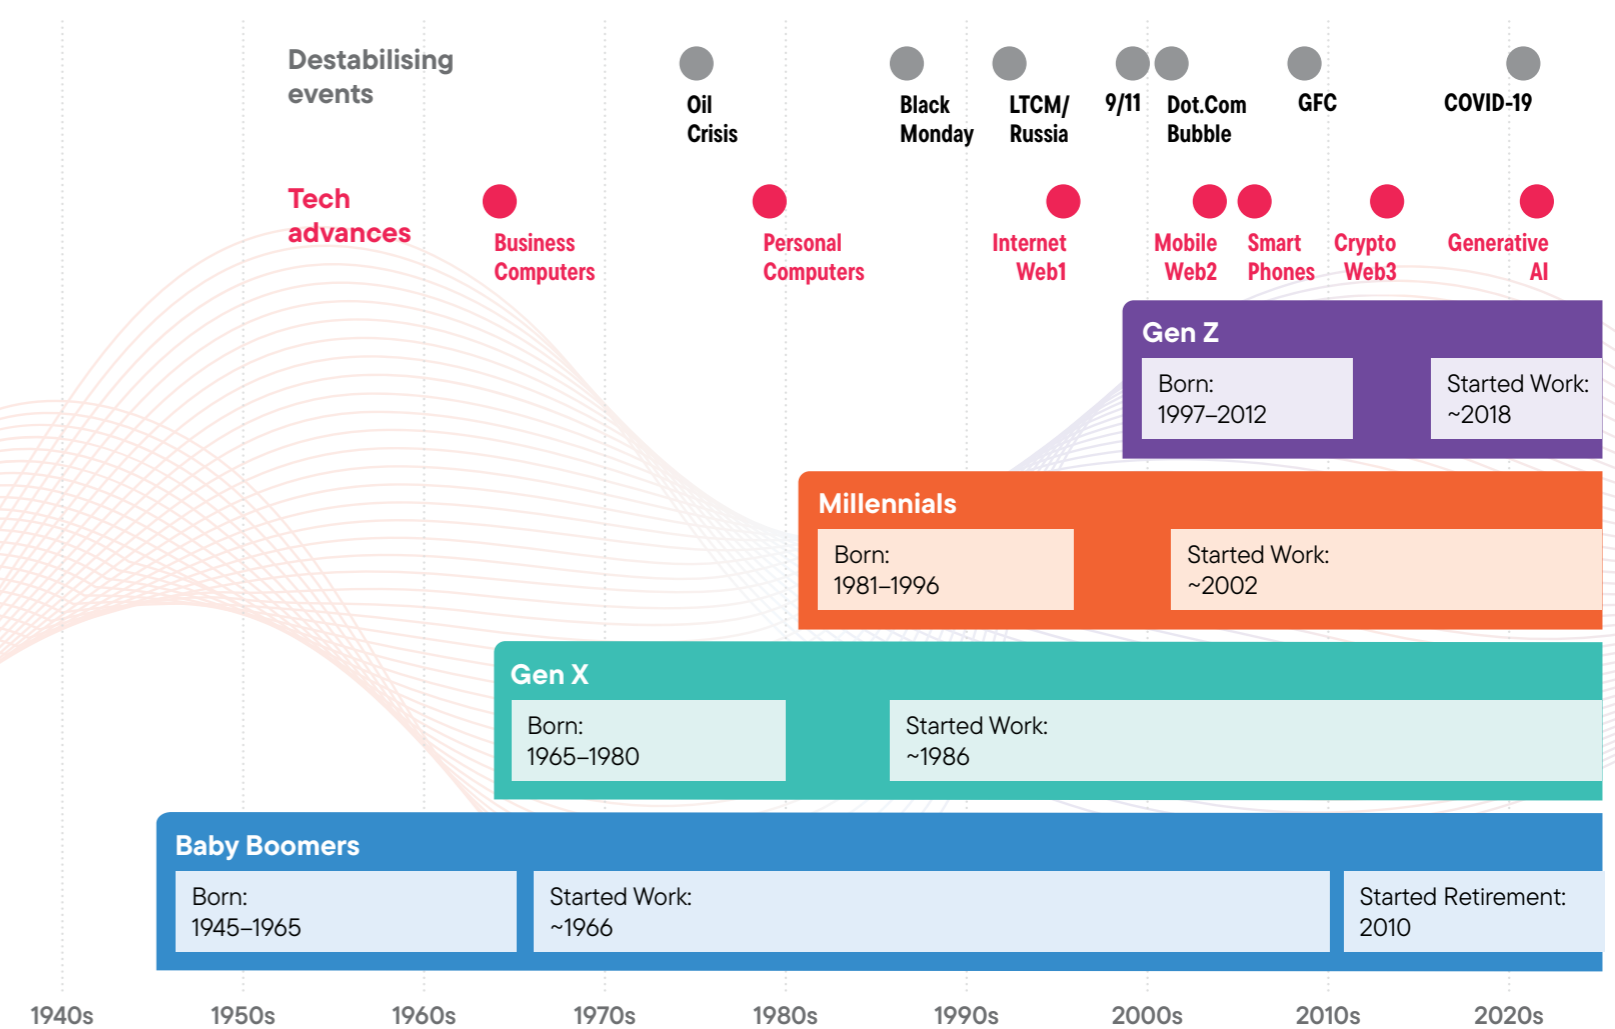 Destabilising
events
Oil
Crisis
Black
Monday
LTCM/
Russia
9/11
Dot.Com
Bubble
GFC
COVID-19
Tech
advances
Business
Computers
Personal
Computers
Internet
Web1
Mobile
Web2
Smart
Phones
Crypto
Web3
Generative
AI
Gen Z
Born:
1997–2012
Started Work:
~2018
Millennials
Born:
1981–1996
Started Work:
~2002
Gen X
Born:
1965–1980
Started Work:
~1986
Baby Boomers
Born:
1945–1965
Started Work:
~1966
Started Retirement:
2010
1940s 1950s 1960s 1970s 1980s 1990s 2000s 2010s 2020s